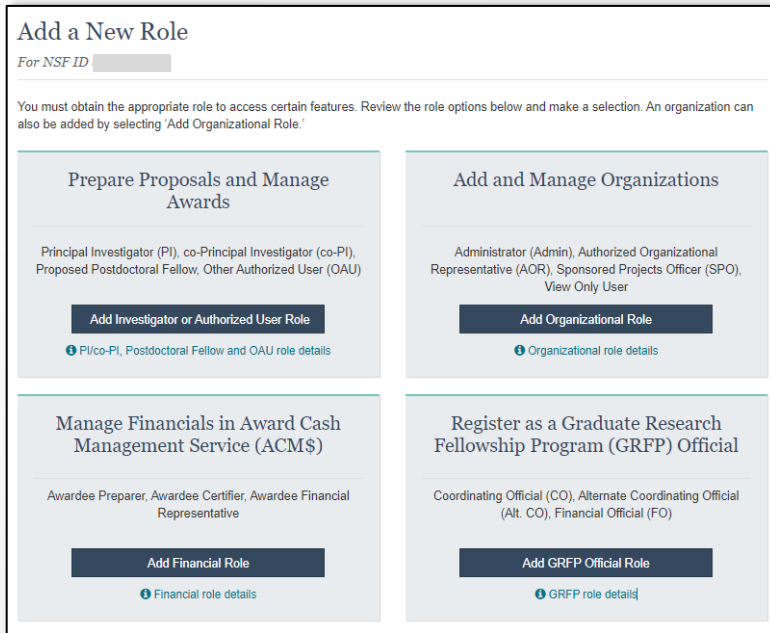 Add a New Role
For NSF ID
You must obtain the appropriate role to access certain features. Review the role options below and make a selection. An organization can
also be added by selecting ‘Add Organizational Role.’
Prepare Proposals and Manage
Awards
Principal Investigator (PI), co-Principal Investigator (co-PI),
Proposed Postdoctoral Fellow, Other Authorized User (OAU)
Add Investigator or Authorized User Role
PI/co-PI, Postdoctoral Fellow and OAU role details
Add and Manage Organizations
Administrator (Admin), Authorized Organizational
Representative (AOR), Sponsored Projects Officer (SPO),
View Only User
Add Organizational Role
Organizational role details
Manage Financials in Award Cash
Management Service (ACM$)
Awardee Preparer, Awardee Certifier, Awardee Financial
Representative
Add Financial Role
Financial role details
Register as a Graduate Research
Fellowship Program (GRFP) Official
Coordinating Official (CO), Alternate Coordinating Official
(Alt. CO), Financial Official (FO)
Add GRFP Official Role
GRFP role details